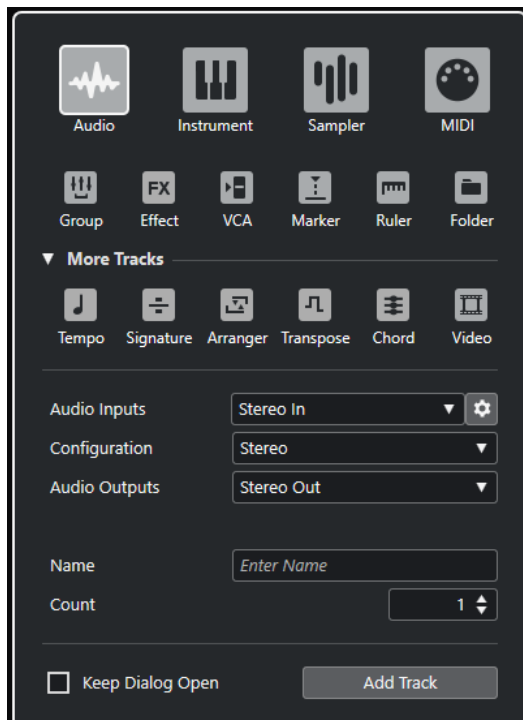 Audio Instrument Sampler MIDI
FX
Group Effect VCA Marker Ruler Folder
More Tracks
Tempo Signature Arranger Transpose Chord Video
Audio Inputs Stereo In
Configuration Stereo
Audio Outputs Stereo Out
Name Enter Name
Count 1
Keep Dialog Open Add Track